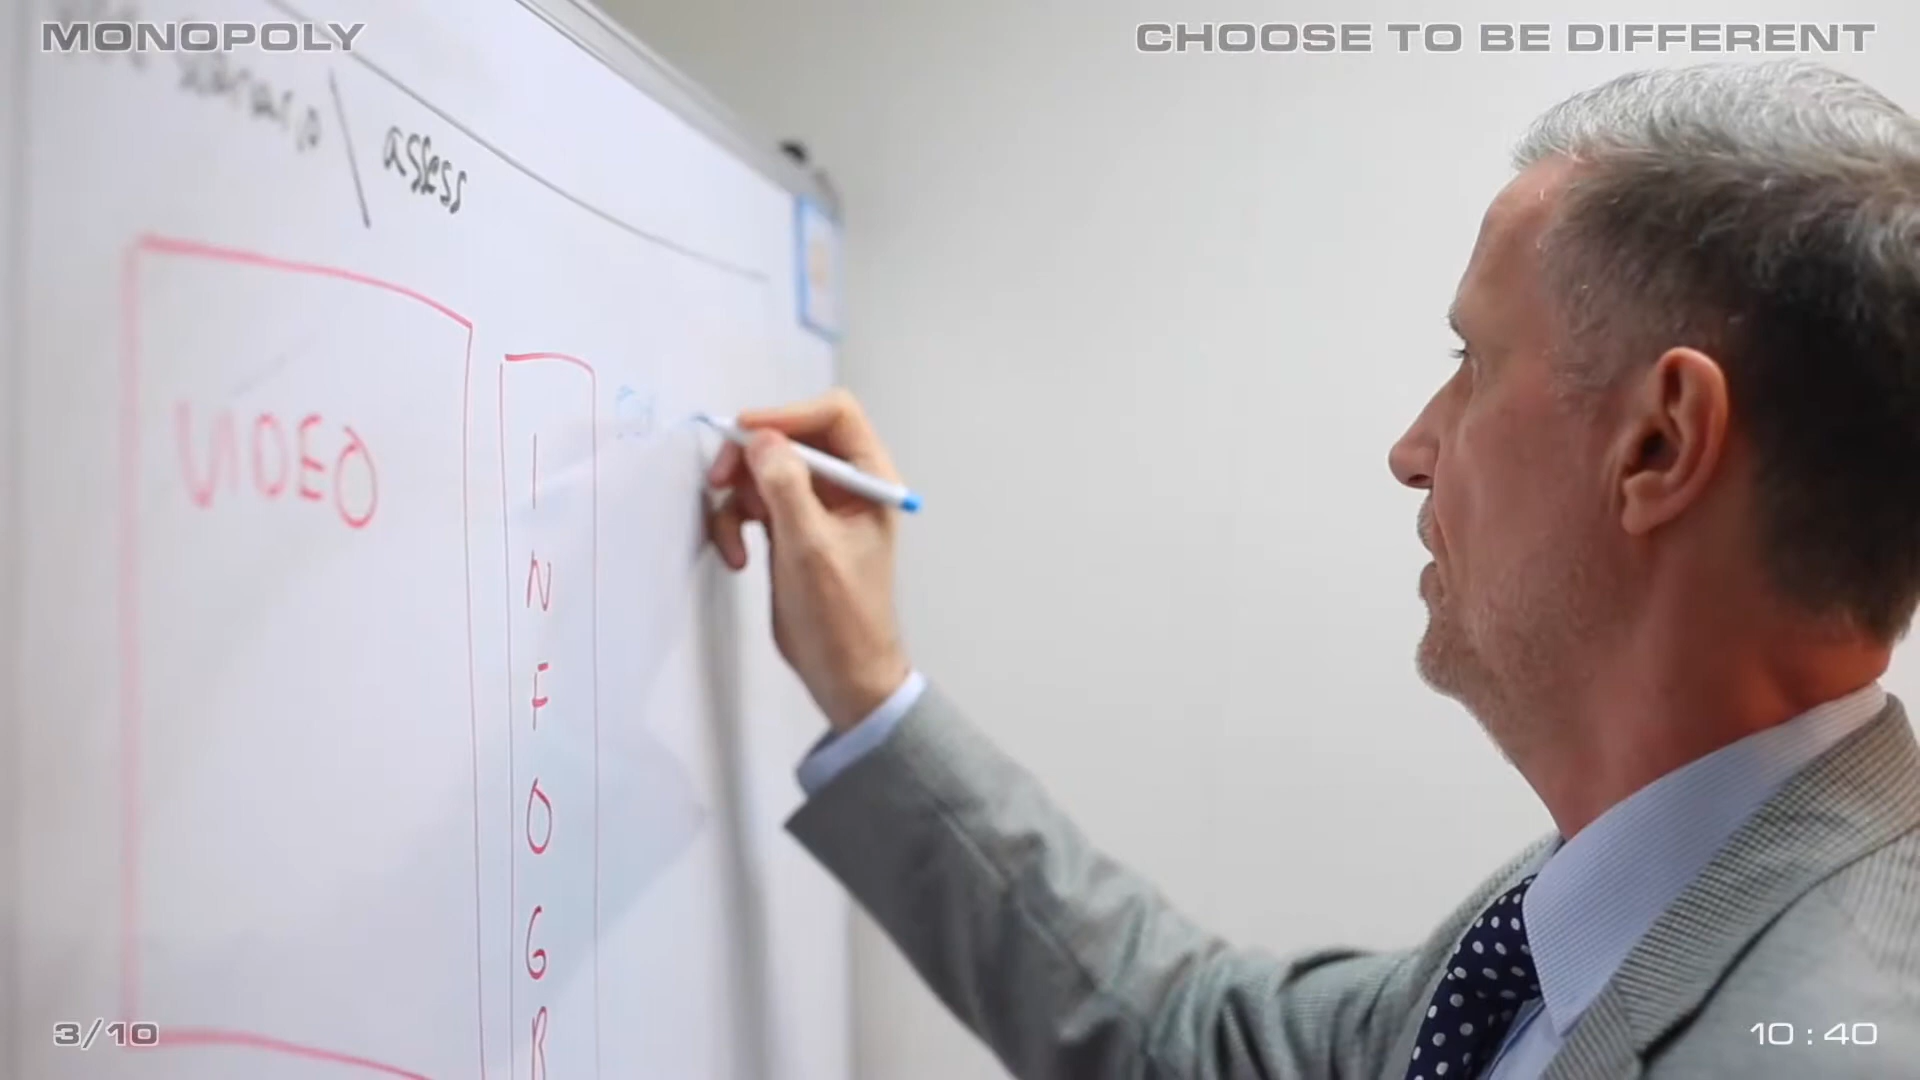 MONOPOLY
CHOOSE TO BE DIFFERENT
assess
VIDEO
I
N
F
O
G
R
3/10
10 : 40